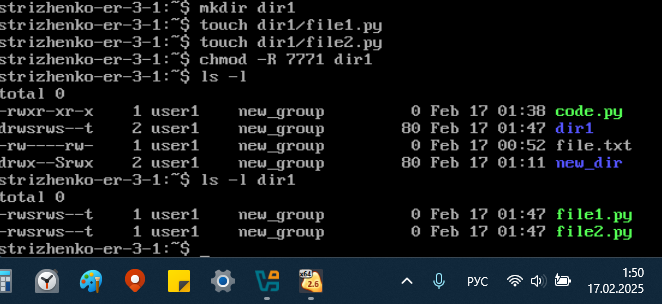 strizhenko-er-3-1:~$ mkdir dir1
strizhenko-er-3-1:~$ touch dir1/file1.py
strizhenko-er-3-1:~$ touch dir1/file2.py
strizhenko-er-3-1:~$ chmod -R 7771 dir1
strizhenko-er-3-1:~$ ls -l
total 0
-rwxr-xr-x 1 user1 new_group 0 Feb 17 01:38 code.py
drwsrws--t 2 user1 new_group 80 Feb 17 01:47 dir1
-rw----rw- 1 user1 new_group 0 Feb 17 00:52 file.txt
drwx--Srwx 2 user1 new_group 80 Feb 17 01:11 new_dir
strizhenko-er-3-1:~$ ls -l dir1
total 0
-rwsrws--t 1 user1 new_group 0 Feb 17 01:47 file1.py
-rwsrws--t 1 user1 new_group 0 Feb 17 01:47 file2.py
strizhenko-er-3-1:~$ _
x64
2.6
РУС
1:50
17.02.2025